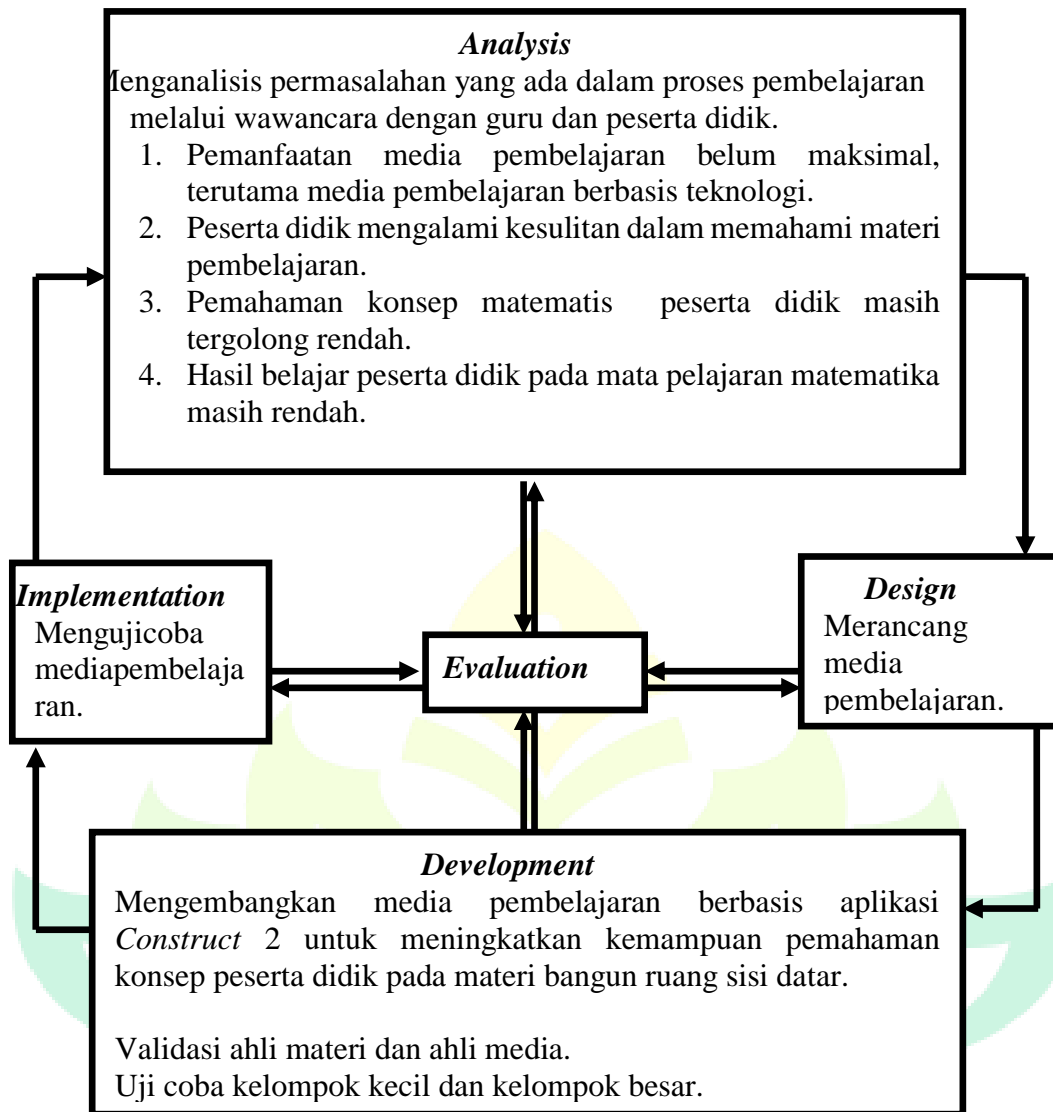 Analysis
Menganalisis permasalahan yang ada dalam proses pembelajaran
melalui wawancara dengan guru dan peserta didik.
1. Pemanfaatan media pembelajaran belum maksimal,
terutama media pembelajaran berbasis teknologi.
2. Peserta didik mengalami kesulitan dalam memahami materi
pembelajaran.
3. Pemahaman konsep matematis peserta didik masih
tergolong rendah.
4. Hasil belajar peserta didik pada mata pelajaran matematika
masih rendah.
Implementation
Mengujicoba
mediapembelaja
ran.
Evaluation
Design
Merancang
media
pembelajaran.
Development
Mengembangkan media pembelajaran berbasis aplikasi
Construct 2 untuk meningkatkan kemampuan pemahaman
konsep peserta didik pada materi bangun ruang sisi datar.
Validasi ahli materi dan ahli media.
Uji coba kelompok kecil dan kelompok besar.